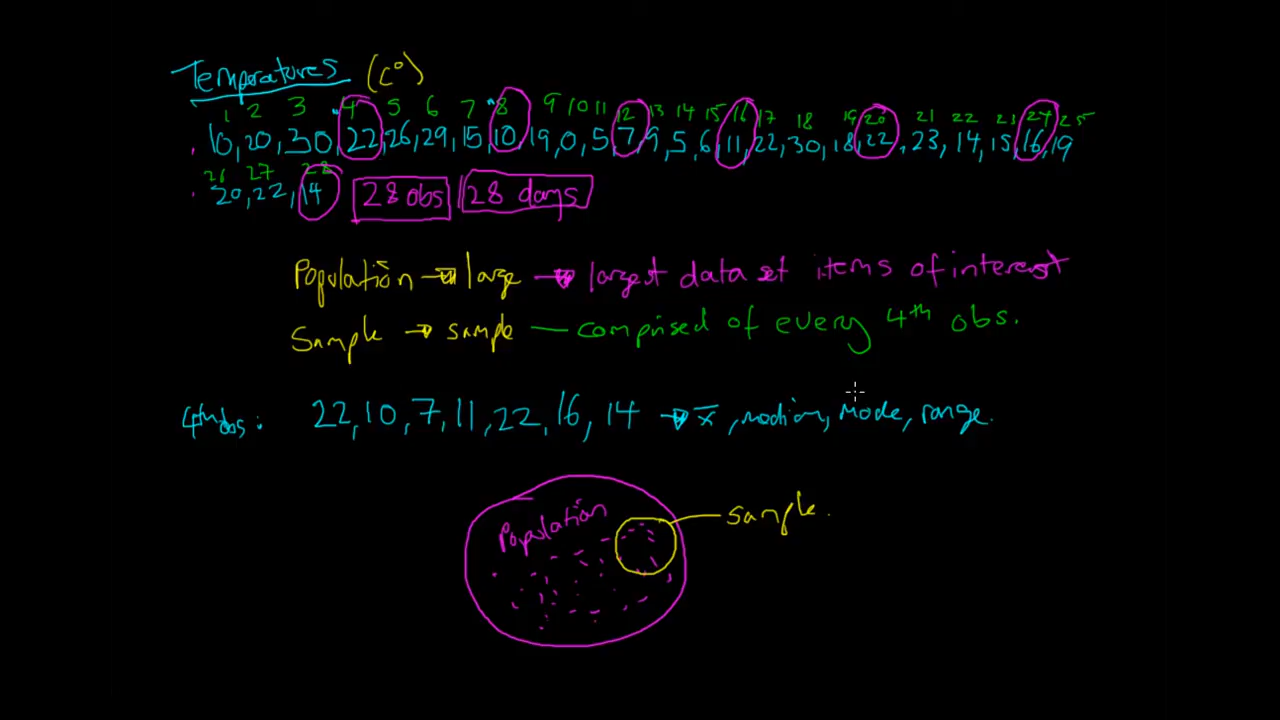 Temperatures (C°)
1 2 3 4 5 6 7 8 9 10 11 12 13 14 15 16 17 18 19 20 21 22 23 24 25
10, 20, 30, 22, 26, 29, 15, 10, 19, 0, 5, 7, 9, 5, 6, 11, 22, 30, 18, 22, 23, 14, 15, 16, 19
26 27 28
20, 22, 14 28 obs 28 days
Population → large → largest data set items of interest
Sample → sample — comprised of every 4th obs.
4th obs: 22, 10, 7, 11, 22, 16, 14 → x̄, median, mode, range.
Population
Sample.